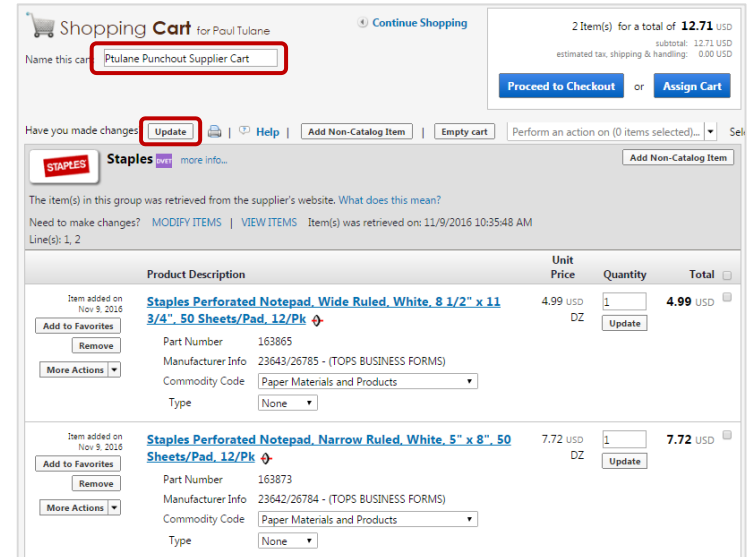 Shopping Cart for Paul Tulane
Continue Shopping
2 Item(s) for a total of 12.71 USD
subtotal: 12.71 USD
estimated tax, shipping & handling: 0.00 USD
Name this cart
Ptulane Punchout Supplier Cart
Proceed to Checkout or Assign Cart
Have you made changes Update | Help | Add Non-Catalog Item | Empty cart Perform an action on (0 items selected)...
STAPLES Staples more info... Add Non-Catalog Item
The item(s) in this group was retrieved from the supplier's website. What does this mean?
Need to make changes? MODIFY ITEMS | VIEW ITEMS Item(s) was retrieved on: 11/9/2016 10:35:48 AM
Line(s): 1, 2
Product Description Unit Price Quantity Total
Item added on
Nov 9, 2016
Add to Favorites
Remove
More Actions
Staples Perforated Notepad, Wide Ruled, White, 8 1/2" x 11
3/4", 50 Sheets/Pad, 12/Pk
4.99 USD
DZ
1
Update
4.99 USD
Part Number 163865
Manufacturer Info 23643/26785 - (TOPS BUSINESS FORMS)
Commodity Code Paper Materials and Products
Type None
Item added on
Nov 9, 2016
Add to Favorites
Remove
More Actions
Staples Perforated Notepad, Narrow Ruled, White, 5" x 8", 50
Sheets/Pad, 12/Pk
7.72 USD
DZ
1
Update
7.72 USD
Part Number 163873
Manufacturer Info 23642/26784 - (TOPS BUSINESS FORMS)
Commodity Code Paper Materials and Products
Type None